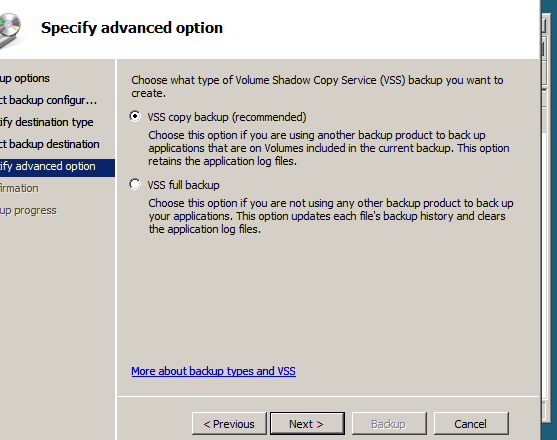 Specify advanced option
up options
ct backup configur...
ify destination type
ct backup destination
ify advanced option
firmation
up progress
Choose what type of Volume Shadow Copy Service (VSS) backup you want to
create.
VSS copy backup (recommended)
Choose this option if you are using another backup product to back up
applications that are on Volumes included in the current backup. This option
retains the application log files.
VSS full backup
Choose this option if you are not using any other backup product to back up
your applications. This option updates each file's backup history and clears
the application log files.
More about backup types and VSS
< Previous
Next >
Backup
Cancel